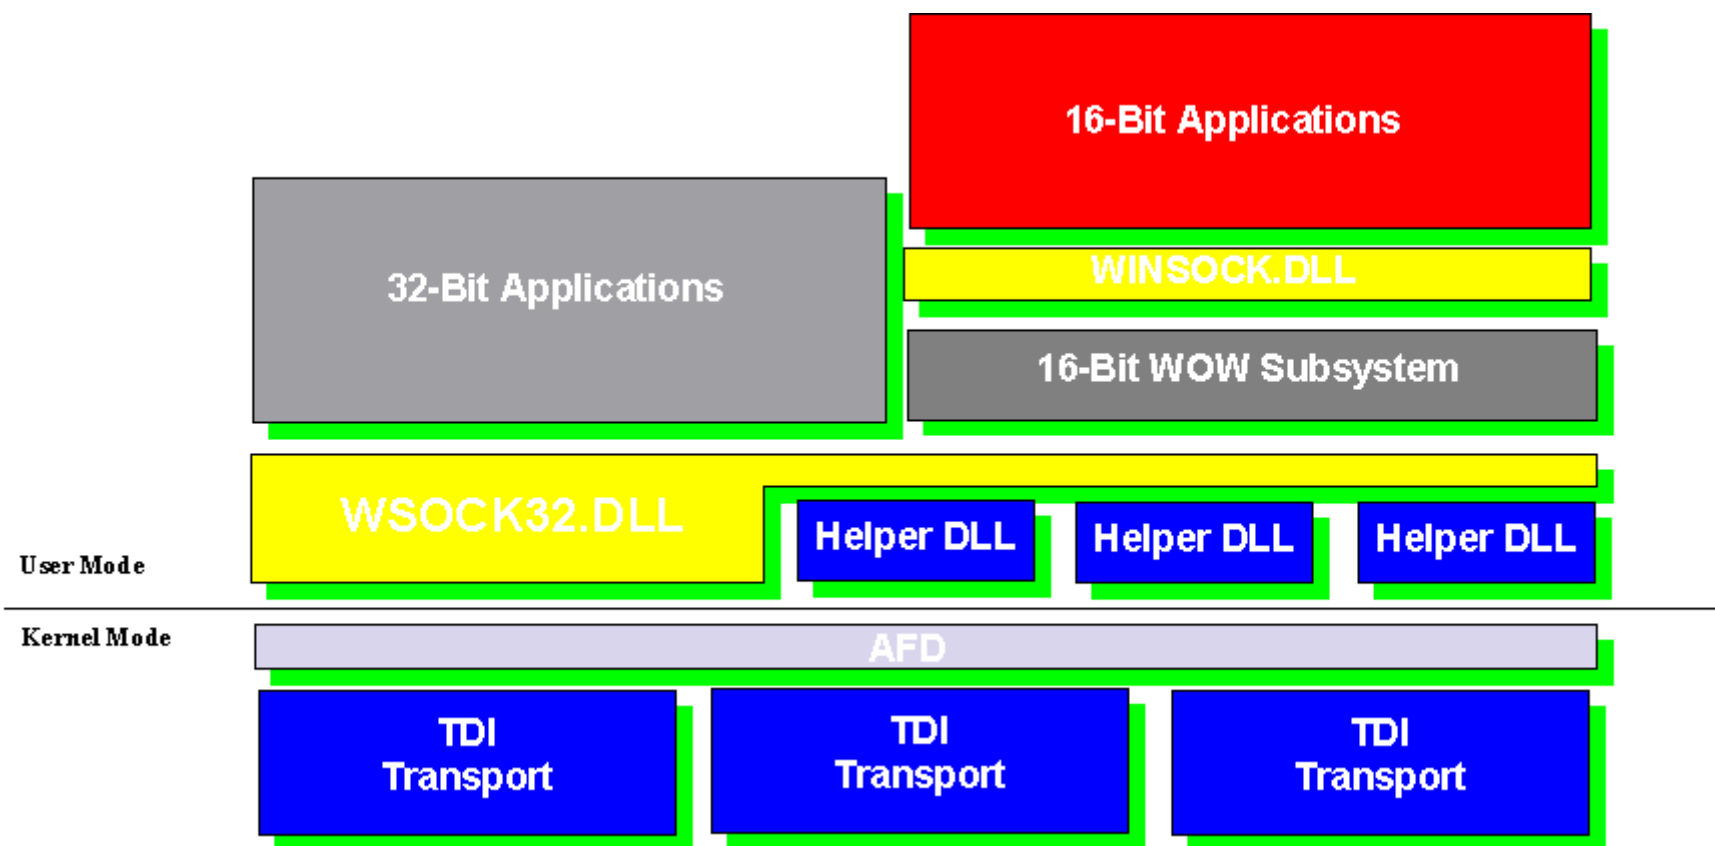 16-Bit Applications
32-Bit Applications
WINSOCK.DLL
16-Bit WOW Subsystem
WSOCK32.DLL
Helper DLL
Helper DLL
Helper DLL
User Mode
Kernel Mode
AFD
TDI
Transport
TDI
Transport
TDI
Transport